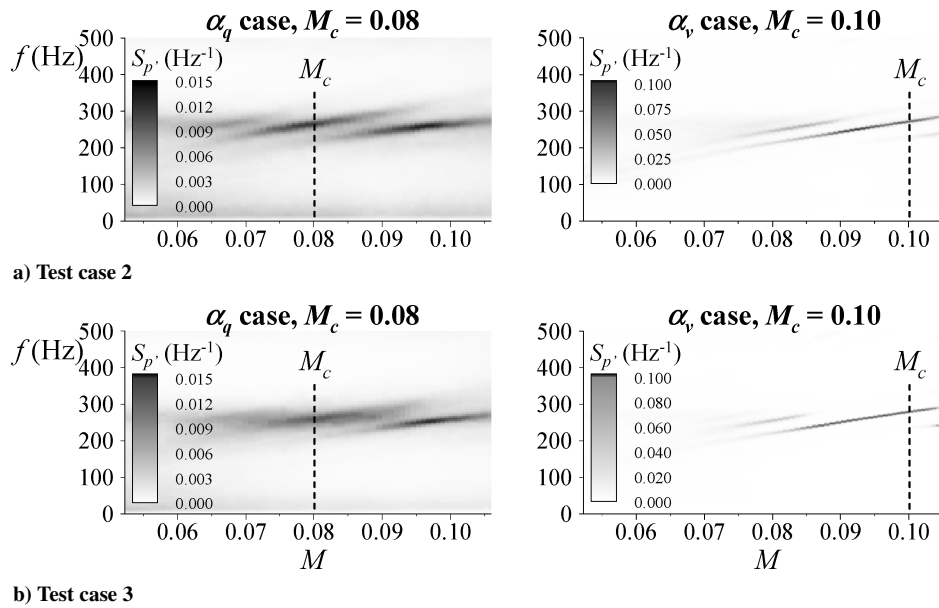 α_q case, M_c = 0.08
α_v case, M_c = 0.10
f (Hz)
500
400
300
200
100
0
S_p' (Hz⁻¹)
0.015
0.012
0.009
0.006
0.003
0.000
M_c
0.06 0.07 0.08 0.09 0.10
500
400
300
200
100
0
S_p' (Hz⁻¹)
0.100
0.075
0.050
0.025
0.000
M_c
0.06 0.07 0.08 0.09 0.10
a) Test case 2
α_q case, M_c = 0.08
α_v case, M_c = 0.10
f (Hz)
500
400
300
200
100
0
S_p' (Hz⁻¹)
0.015
0.012
0.009
0.006
0.003
0.000
M_c
0.06 0.07 0.08 0.09 0.10
M
500
400
300
200
100
0
S_p' (Hz⁻¹)
0.100
0.080
0.060
0.040
0.020
0.000
M_c
0.06 0.07 0.08 0.09 0.10
M
b) Test case 3